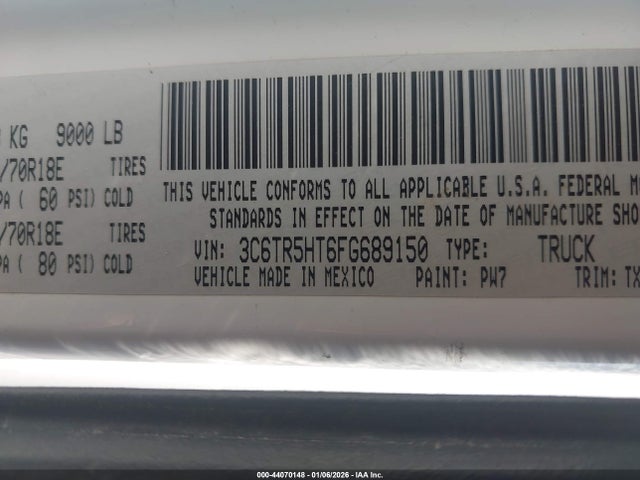 KG 9000 LB
/70R18E TIRES
PA ( 60 PSI) COLD
/70R18E TIRES
PA ( 80 PSI) COLD
THIS VEHICLE CONFORMS TO ALL APPLICABLE U.S.A. FEDERAL M
STANDARDS IN EFFECT ON THE DATE OF MANUFACTURE SHO
VIN: 3C6TR5HT6FG689150 TYPE: TRUCK
VEHICLE MADE IN MEXICO PAINT: PW7 TRIM: TX
000-44070148 - 01/06/2026 - IAA Inc.